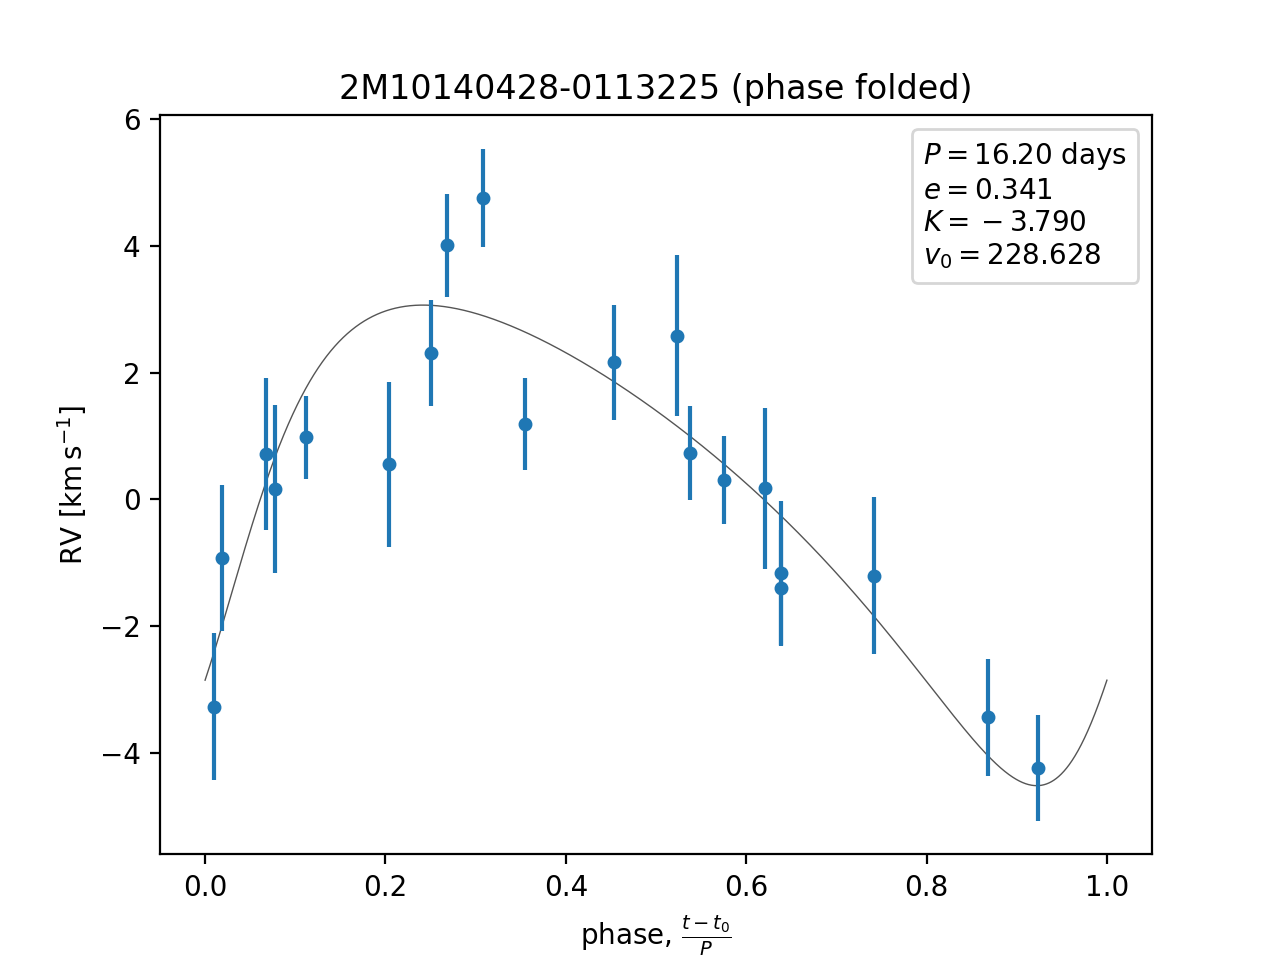 2M10140428-0113225 (phase folded)
P = 16.20 days
e = 0.341
K = −3.790
v₀ = 228.628
RV [km s⁻¹]
6
4
2
0
−2
−4
0.0 0.2 0.4 0.6 0.8 1.0
phase, (t − t₀)/P